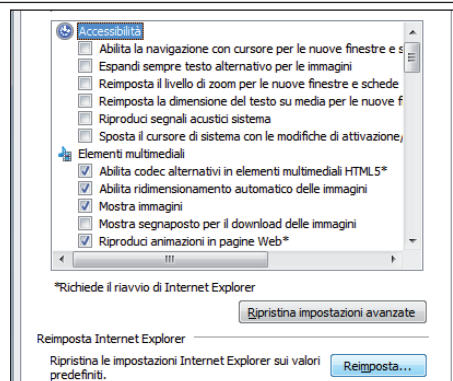 Accessibilità
Abilita la navigazione con cursore per le nuove finestre e s
Espandi sempre testo alternativo per le immagini
Reimposta il livello di zoom per le nuove finestre e schede
Reimposta la dimensione del testo su media per le nuove f
Riproduci segnali acustici sistema
Sposta il cursore di sistema con le modifiche di attivazione/
Elementi multimediali
Abilita codec alternativi in elementi multimediali HTML5*
Abilita ridimensionamento automatico delle immagini
Mostra immagini
Mostra segnaposto per il download delle immagini
Riproduci animazioni in pagine Web*
*Richiede il riavvio di Internet Explorer
Ripristina impostazioni avanzate
Reimposta Internet Explorer
Ripristina le impostazioni Internet Explorer sui valori
predefiniti.
Reimposta...